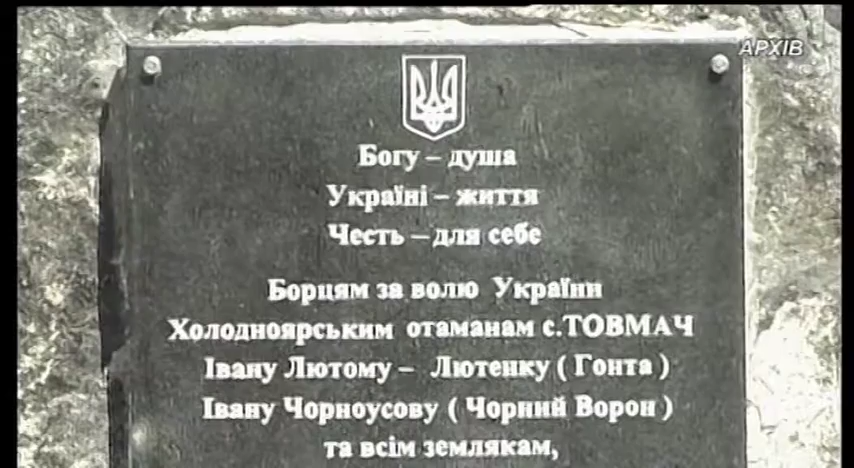 АРХІВ
Богу – душа
Україні – життя
Честь – для себе
Борцям за волю України
Холодноярським отаманам с.ТОВМАЧ
Івану Лютому – Лютенку ( Гонта )
Івану Чорноусову ( Чорний Ворон )
та всім землякам,